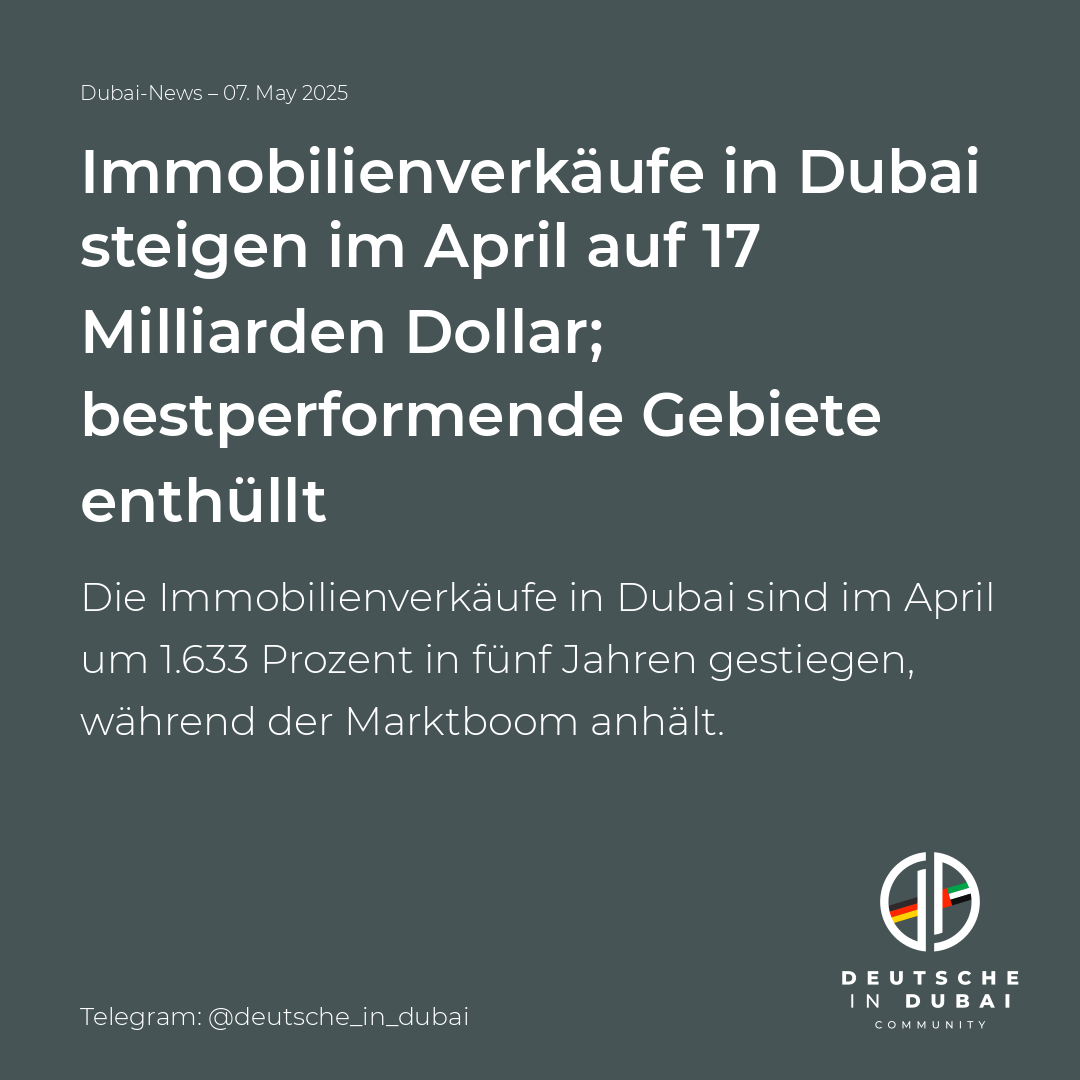 Dubai-News – 07. May 2025
Immobilienverkäufe in Dubai
steigen im April auf 17
Milliarden Dollar;
bestperformende Gebiete
enthüllt
Die Immobilienverkäufe in Dubai sind im April
um 1.633 Prozent in fünf Jahren gestiegen,
während der Marktboom anhält.
DEUTSCHE
IN DUBAI
COMMUNITY
Telegram: @deutsche_in_dubai